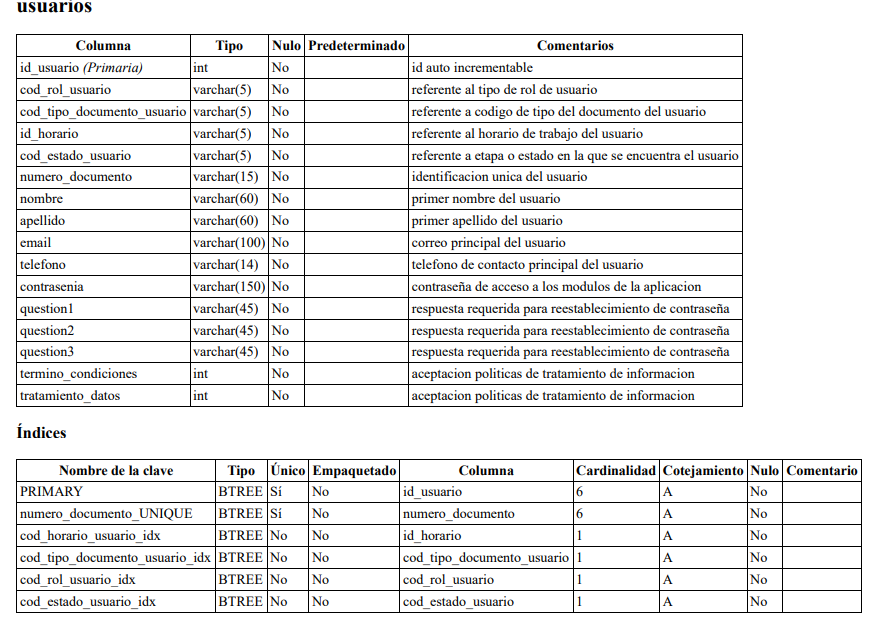 usuarios
Columna Tipo Nulo Predeterminado Comentarios
id_usuario (Primaria) int No id auto incrementable
cod_rol_usuario varchar(5) No referente al tipo de rol de usuario
cod_tipo_documento_usuario varchar(5) No referente a codigo de tipo del documento del usuario
id_horario varchar(5) No referente al horario de trabajo del usuario
cod_estado_usuario varchar(5) No referente a etapa o estado en la que se encuentra el usuario
numero_documento varchar(15) No identificacion unica del usuario
nombre varchar(60) No primer nombre del usuario
apellido varchar(60) No primer apellido del usuario
email varchar(100) No correo principal del usuario
telefono varchar(14) No telefono de contacto principal del usuario
contrasenia varchar(150) No contraseña de acceso a los modulos de la aplicacion
question1 varchar(45) No respuesta requerida para reestablecimiento de contraseña
question2 varchar(45) No respuesta requerida para reestablecimiento de contraseña
question3 varchar(45) No respuesta requerida para reestablecimiento de contraseña
termino_condiciones int No aceptacion politicas de tratamiento de informacion
tratamiento_datos int No aceptacion politicas de tratamiento de informacion
Índices
Nombre de la clave Tipo Único Empaquetado Columna Cardinalidad Cotejamiento Nulo Comentario
PRIMARY BTREE Sí No id_usuario 6 A No
numero_documento_UNIQUE BTREE Sí No numero_documento 6 A No
cod_horario_usuario_idx BTREE No No id_horario 1 A No
cod_tipo_documento_usuario_idx BTREE No No cod_tipo_documento_usuario 1 A No
cod_rol_usuario_idx BTREE No No cod_rol_usuario 1 A No
cod_estado_usuario_idx BTREE No No cod_estado_usuario 1 A No